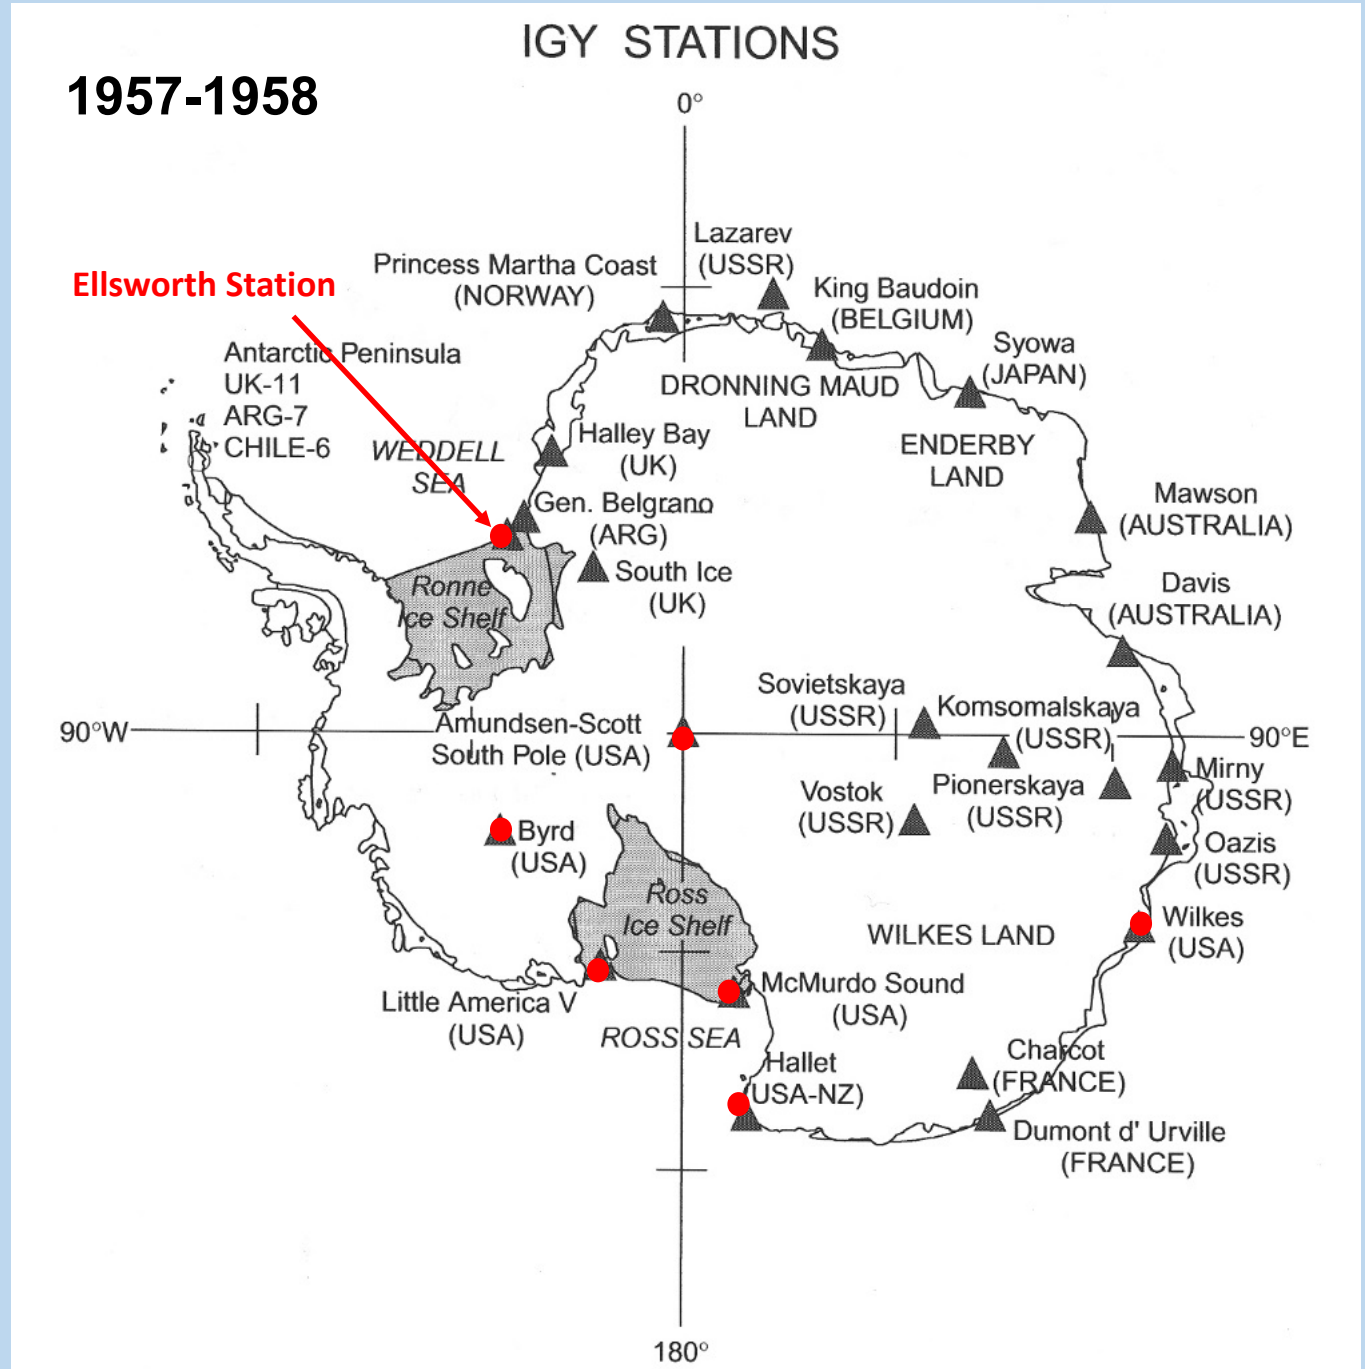 IGY STATIONS
1957-1958
0°
Lazarev
(USSR)
Princess Martha Coast
(NORWAY)
Ellsworth Station
King Baudoin
(BELGIUM)
Syowa
(JAPAN)
Antarctic Peninsula
UK-11
ARG-7
CHILE-6
DRONNING MAUD
LAND
WEDDELL
SEA
Halley Bay
(UK)
ENDERBY
LAND
Gen. Belgrano
(ARG)
Mawson
(AUSTRALIA)
South Ice
(UK)
Ronne
Ice Shelf
Davis
(AUSTRALIA)
Sovietskaya
(USSR)
Komsomalskaya
(USSR)
90°W
Amundsen-Scott
South Pole (USA)
90°E
Mirny
(USSR)
Vostok
(USSR)
Pionerskaya
(USSR)
Byrd
(USA)
Oazis
(USSR)
Ross
Ice Shelf
WILKES LAND
Wilkes
(USA)
Little America V
(USA)
McMurdo Sound
(USA)
ROSS SEA
Hallet
(USA-NZ)
Charcot
(FRANCE)
Dumont d' Urville
(FRANCE)
180°